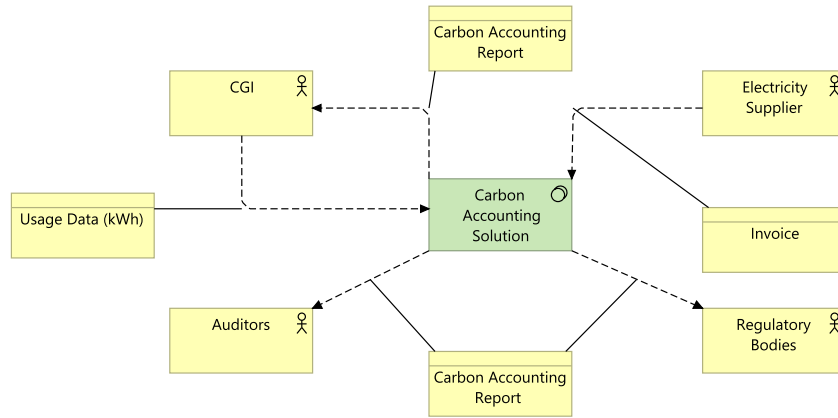 Carbon Accounting
Report
CGI
Electricity
Supplier
Carbon
Accounting
Solution
Usage Data (kWh)
Invoice
Auditors
Regulatory
Bodies
Carbon Accounting
Report